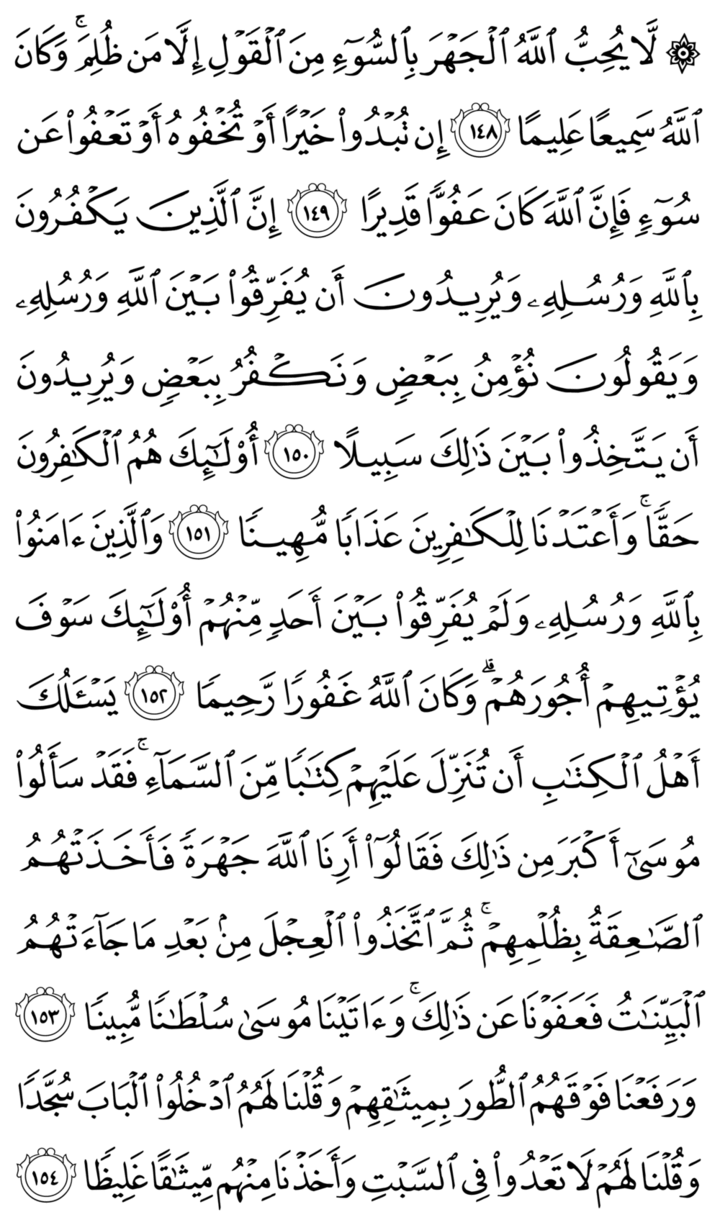 ۞ لَّا يُحِبُّ ٱللَّهُ ٱلۡجَهۡرَ بِٱلسُّوٓءِ مِنَ ٱلۡقَوۡلِ إِلَّا مَن ظُلِمَۚ وَكَانَ
ٱللَّهُ سَمِيعًا عَلِيمًا ١٤٨ إِن تُبۡدُواْ خَيۡرًا أَوۡ تُخۡفُوهُ أَوۡ تَعۡفُواْ عَن
سُوٓءٖ فَإِنَّ ٱللَّهَ كَانَ عَفُوّٗا قَدِيرًا ١٤٩ إِنَّ ٱلَّذِينَ يَكۡفُرُونَ
بِٱللَّهِ وَرُسُلِهِۦ وَيُرِيدُونَ أَن يُفَرِّقُواْ بَيۡنَ ٱللَّهِ وَرُسُلِهِۦ
وَيَقُولُونَ نُؤۡمِنُ بِبَعۡضٖ وَنَكۡفُرُ بِبَعۡضٖ وَيُرِيدُونَ
أَن يَتَّخِذُواْ بَيۡنَ ذَٰلِكَ سَبِيلًا ١٥٠ أُوْلَٰٓئِكَ هُمُ ٱلۡكَٰفِرُونَ
حَقّٗاۚ وَأَعۡتَدۡنَا لِلۡكَٰفِرِينَ عَذَابٗا مُّهِينٗا ١٥١ وَٱلَّذِينَ ءَامَنُواْ
بِٱللَّهِ وَرُسُلِهِۦ وَلَمۡ يُفَرِّقُواْ بَيۡنَ أَحَدٖ مِّنۡهُمۡ أُوْلَٰٓئِكَ سَوۡفَ
يُؤۡتِيهِمۡ أُجُورَهُمۡۚ وَكَانَ ٱللَّهُ غَفُورٗا رَّحِيمٗا ١٥٢ يَسۡـَٔلُكَ
أَهۡلُ ٱلۡكِتَٰبِ أَن تُنَزِّلَ عَلَيۡهِمۡ كِتَٰبٗا مِّنَ ٱلسَّمَآءِۚ فَقَدۡ سَأَلُواْ
مُوسَىٰٓ أَكۡبَرَ مِن ذَٰلِكَ فَقَالُوٓاْ أَرِنَا ٱللَّهَ جَهۡرَةٗ فَأَخَذَتۡهُمُ
ٱلصَّٰعِقَةُ بِظُلۡمِهِمۡۚ ثُمَّ ٱتَّخَذُواْ ٱلۡعِجۡلَ مِنۢ بَعۡدِ مَا جَآءَتۡهُمُ
ٱلۡبَيِّنَٰتُ فَعَفَوۡنَا عَن ذَٰلِكَۚ وَءَاتَيۡنَا مُوسَىٰ سُلۡطَٰنٗا مُّبِينٗا ١٥٣
وَرَفَعۡنَا فَوۡقَهُمُ ٱلطُّورَ بِمِيثَٰقِهِمۡ وَقُلۡنَا لَهُمُ ٱدۡخُلُواْ ٱلۡبَابَ سُجَّدٗا
وَقُلۡنَا لَهُمۡ لَا تَعۡدُواْ فِي ٱلسَّبۡتِ وَأَخَذۡنَا مِنۡهُم مِّيثَٰقًا غَلِيظٗا ١٥٤